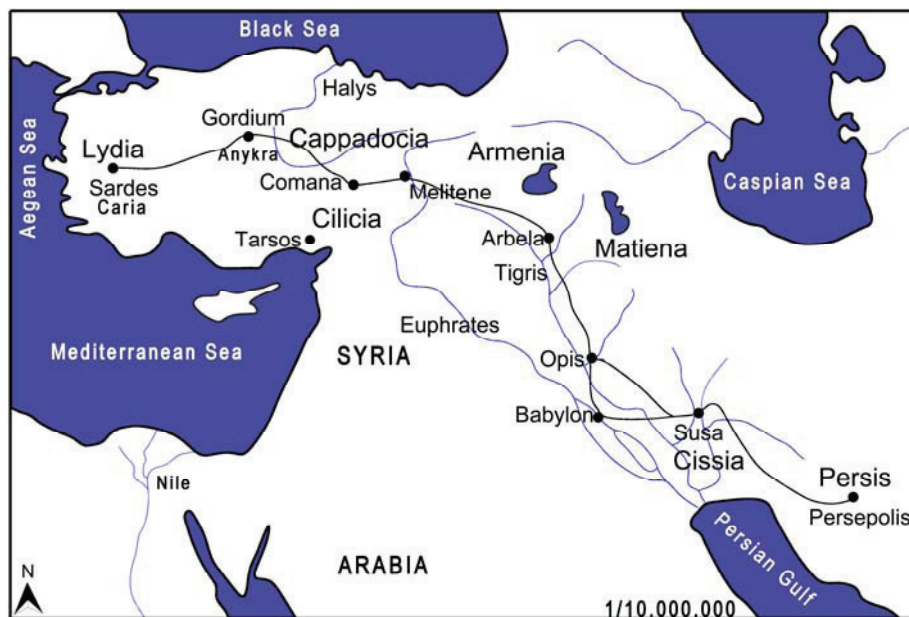 Black Sea
Halys
Aegean Sea
Gordium
Anykra
Cappadocia
Lydia
Sardes
Caria
Comana
Melitene
Armenia
Caspian Sea
Cilicia
Tarsos
Arbela
Matiena
Tigris
Euphrates
Mediterranean Sea
SYRIA
Opis
Babylon
Susa
Cissia
Persis
Persepolis
Nile
Persian Gulf
ARABIA
N
1/10,000,000